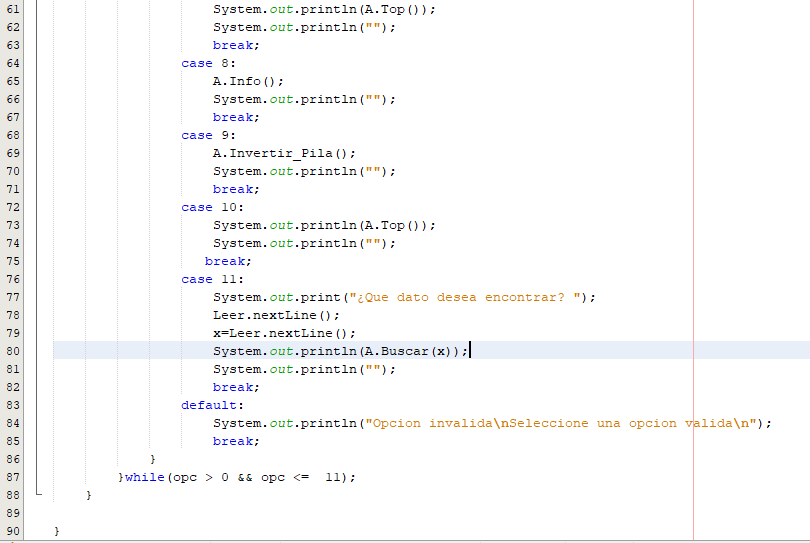 61 System.out.println(A.Top());
62 System.out.println("");
63 break;
64 case 8:
65 A.Info();
66 System.out.println("");
67 break;
68 case 9:
69 A.Invertir_Pila();
70 System.out.println("");
71 break;
72 case 10:
73 System.out.println(A.Top());
74 System.out.println("");
75 break;
76 case 11:
77 System.out.print("¿Que dato desea encontrar? ");
78 Leer.nextLine();
79 x=Leer.nextLine();
80 System.out.println(A.Buscar(x));
81 System.out.println("");
82 break;
83 default:
84 System.out.println("Opcion invalida\nSeleccione una opcion valida\n");
85 break;
86 }
87 }while(opc > 0 && opc <=  11);
88 }
89
90 }